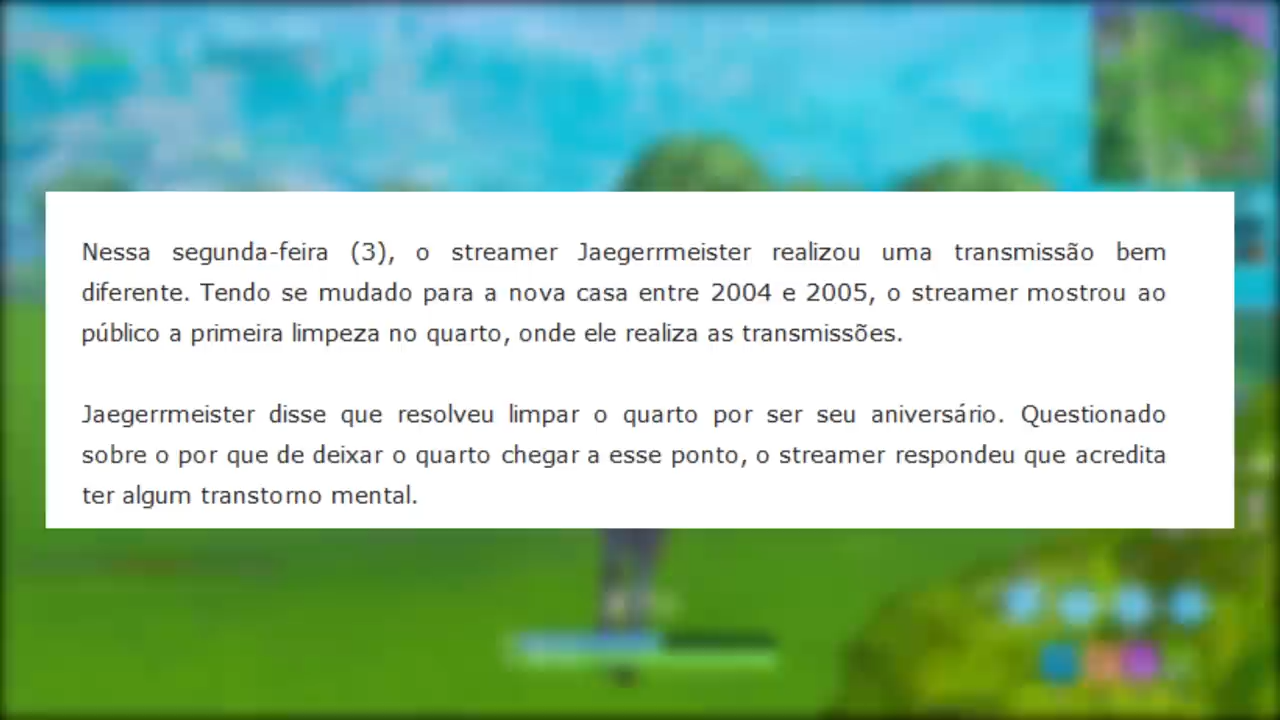 Nessa segunda-feira (3), o streamer Jaegerrmeister realizou uma transmissão bem
diferente. Tendo se mudado para a nova casa entre 2004 e 2005, o streamer mostrou ao
público a primeira limpeza no quarto, onde ele realiza as transmissões.
Jaegerrmeister disse que resolveu limpar o quarto por ser seu aniversário. Questionado
sobre o por que de deixar o quarto chegar a esse ponto, o streamer respondeu que acredita
ter algum transtorno mental.